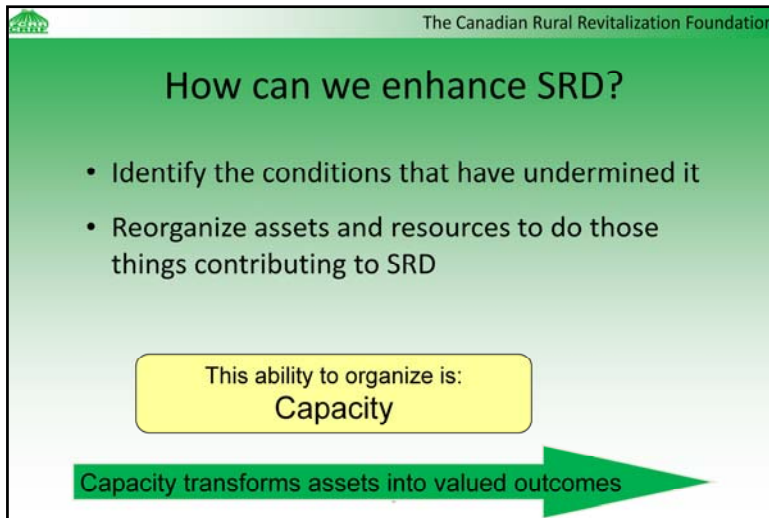 The Canadian Rural Revitalization Foundation
How can we enhance SRD?
• Identify the conditions that have undermined it
• Reorganize assets and resources to do those
things contributing to SRD
This ability to organize is:
Capacity
Capacity transforms assets into valued outcomes